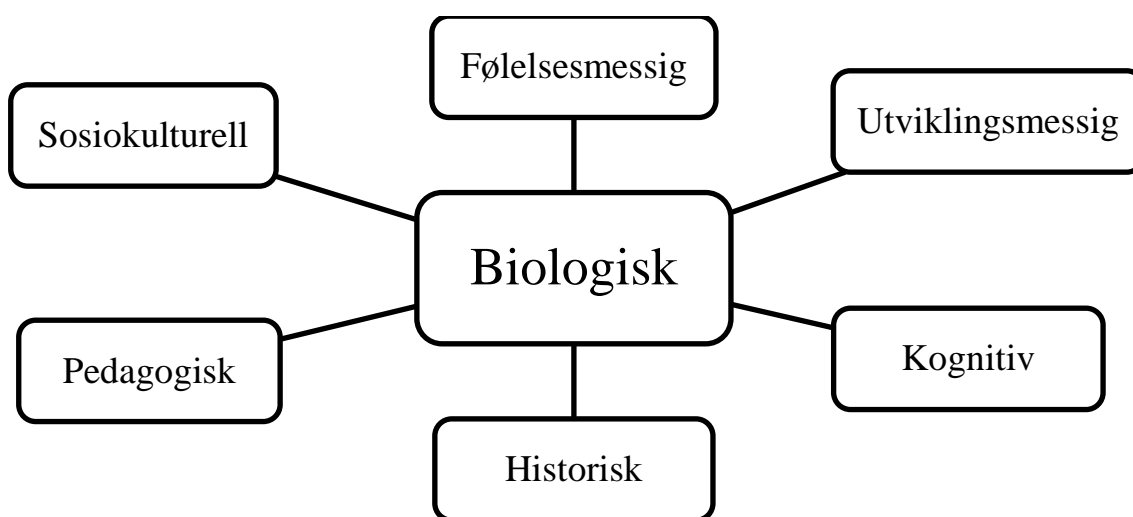 Følelsesmessig
Sosiokulturell
Utviklingsmessig
Biologisk
Pedagogisk
Kognitiv
Historisk